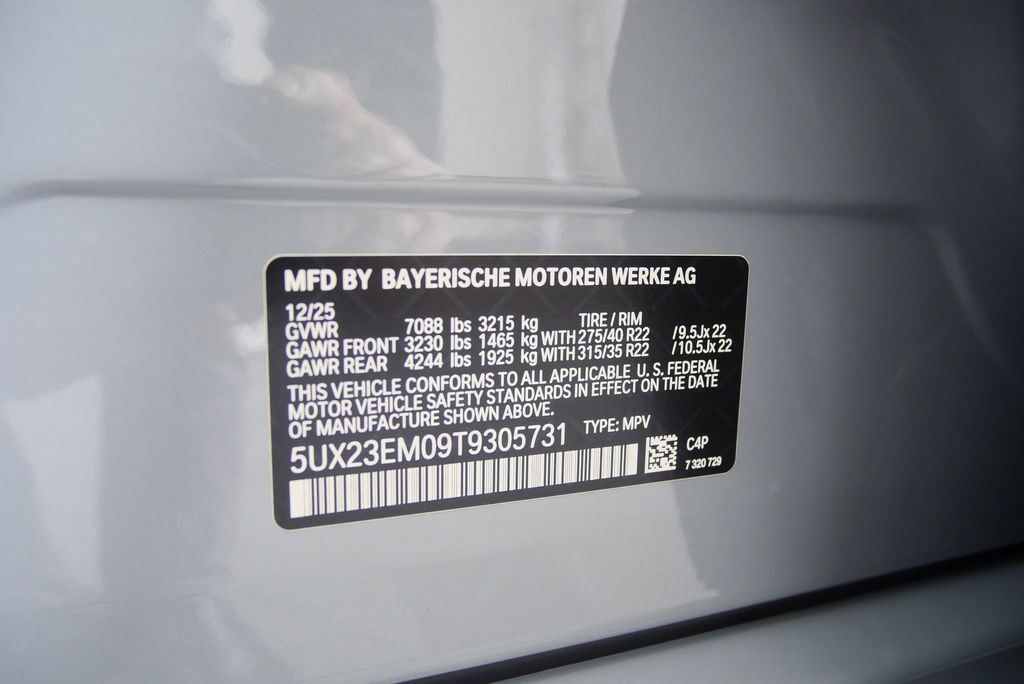 MFD BY BAYERISCHE MOTOREN WERKE AG
12/25
GVWR 7088 lbs 3215 kg TIRE / RIM
GAWR FRONT 3230 lbs 1465 kg WITH 275/40 R22 /9.5Jx 22
GAWR REAR 4244 lbs 1925 kg WITH 315/35 R22 /10.5Jx 22
THIS VEHICLE CONFORMS TO ALL APPLICABLE U. S. FEDERAL
MOTOR VEHICLE SAFETY STANDARDS IN EFFECT ON THE DATE
OF MANUFACTURE SHOWN ABOVE.
5UX23EM09T9305731 TYPE: MPV
C4P
7 320 729